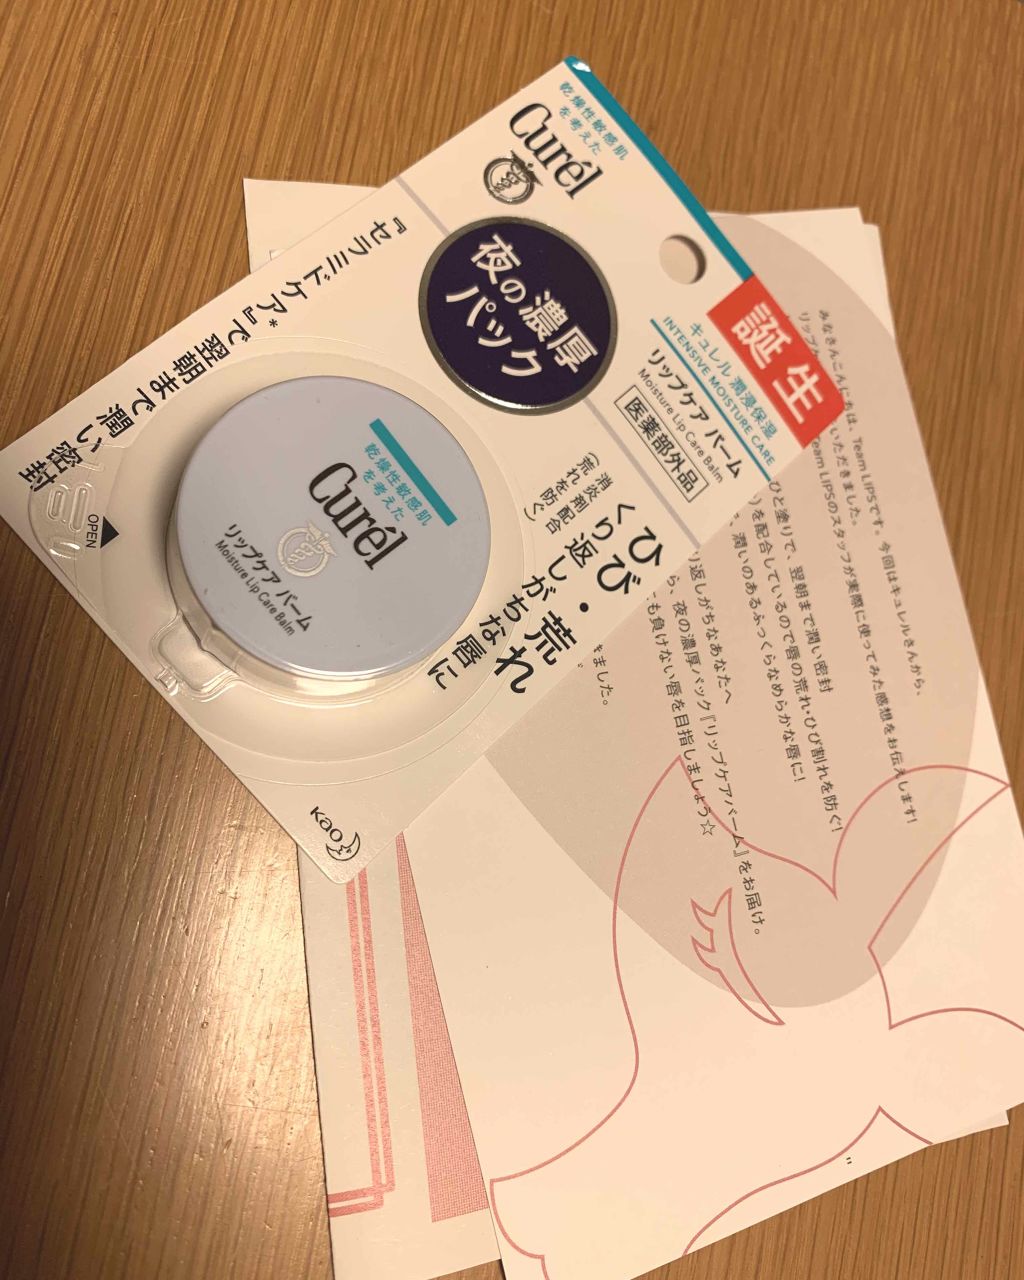 乾燥性敏感肌
を考えた
Curél
誕生
キュレル 潤浸保湿
INTENSIVE MOISTURE CARE
リップケア バーム
Moisture Lip Care Balm
医薬部外品
夜の濃厚
パック
『セラミドケア*』で翌朝まで潤い密封
消炎剤配合
(荒れを防ぐ)
ひび・荒れ
くり返しがちな唇に
乾燥性敏感肌
を考えた
Curél
リップケア バーム
Moisture Lip Care Balm
OPEN
Kao
みなさんこんにちは、Team LIPSです。今回はキュレルさんから、
リップケ
いただきました。
Team LIPSのスタッフが実際に使ってみた感想をお伝えします!
ひと塗りで、翌朝まで潤い密封
を配合しているので唇の荒れ・ひび割れを防ぐ!
、潤いのあるふっくらなめらかな唇に!
り返しがちなあなたへ
ら、夜の濃厚パック『リップケアバーム』をお届け。
も負けない唇を目指しましょう☆
きました。